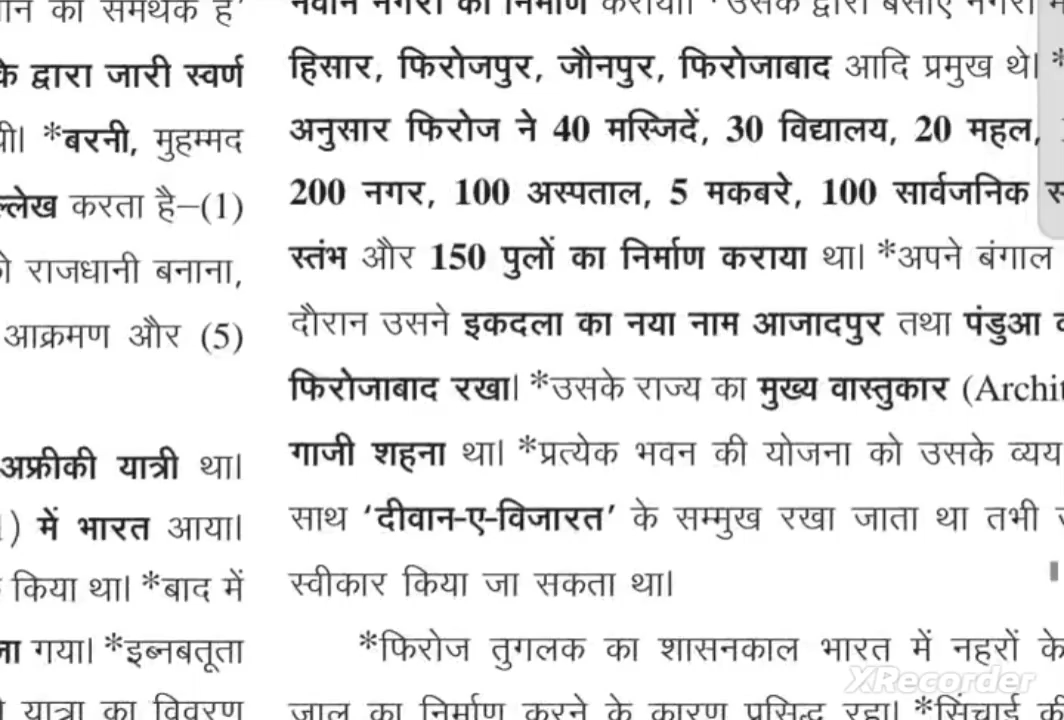 के द्वारा जारी स्वर्ण
थी। *बरनी, मुहम्मद
करता है–(1)
राजधानी बनाना,
आक्रमण और (5)
अफ्रीकी यात्री था।
) में भारत आया।
किया था। *बाद में
गया। *इब्नबतूता
यात्रा का विवरण
नवीन नगरों का निर्माण कराया। *उसके द्वारा बसाए नगरों में
हिसार, फिरोजपुर, जौनपुर, फिरोजाबाद आदि प्रमुख थे। *
अनुसार फिरोज ने 40 मस्जिदें, 30 विद्यालय, 20 महल,
200 नगर, 100 अस्पताल, 5 मकबरे, 100 सार्वजनिक
स्तंभ और 150 पुलों का निर्माण कराया था। *अपने बंगाल
दौरान उसने इकदला का नया नाम आजादपुर तथा पंडुआ
फिरोजाबाद रखा। *उसके राज्य का मुख्य वास्तुकार (Archit
गाजी शहना था। *प्रत्येक भवन की योजना को उसके व्यय
साथ ‘दीवान-ए-विजारत’ के सम्मुख रखा जाता था तभी
स्वीकार किया जा सकता था।
*फिरोज तुगलक का शासनकाल भारत में नहरों के
जाल का निर्माण करने के कारण प्रसिद्ध रहा। *सिंचाई की
XRecorder